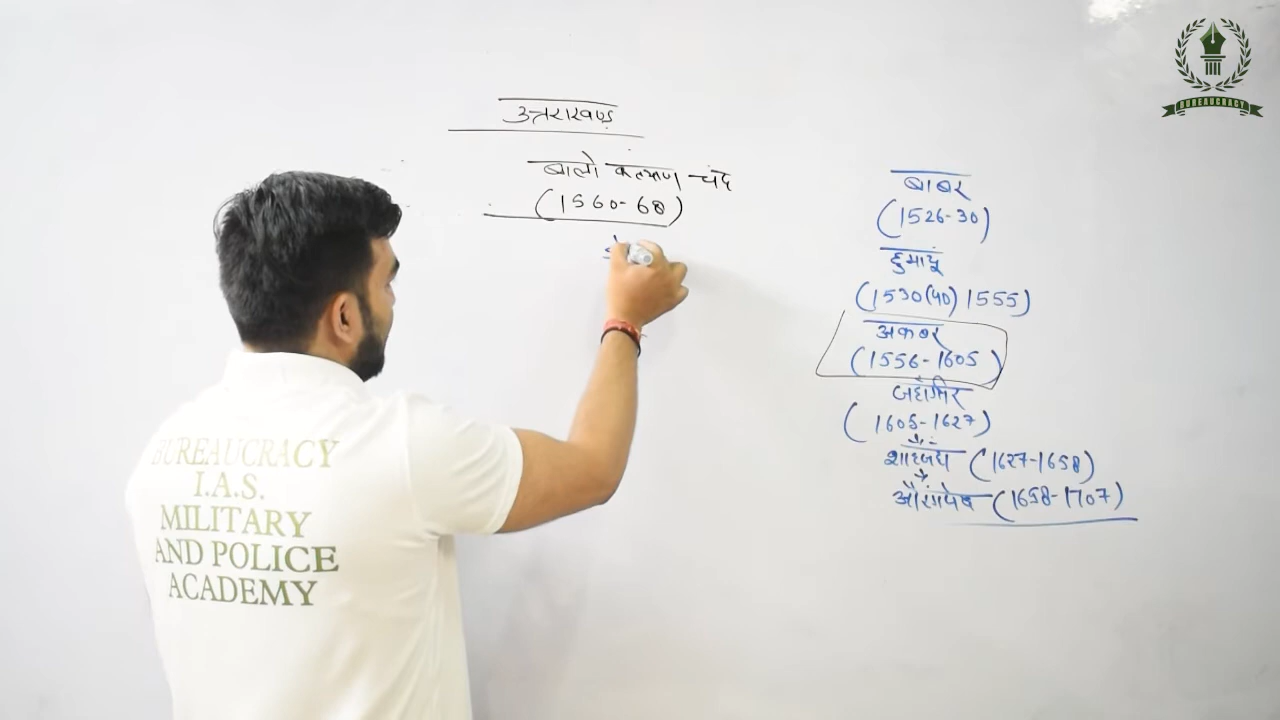 BUREAUCRACY
उत्तराखण्ड
बालो कल्याण चंद
(1560-68)
बाबर
(1526-30)
हुमायूं
(1530(40) 1555)
अकबर
(1556-1605)
जहाँगिर
(1605-1627)
शाहजहां (1627-1658)
औरंगजेब (1658-1707)
BUREAUCRACY
I.A.S.
MILITARY
AND POLICE
ACADEMY